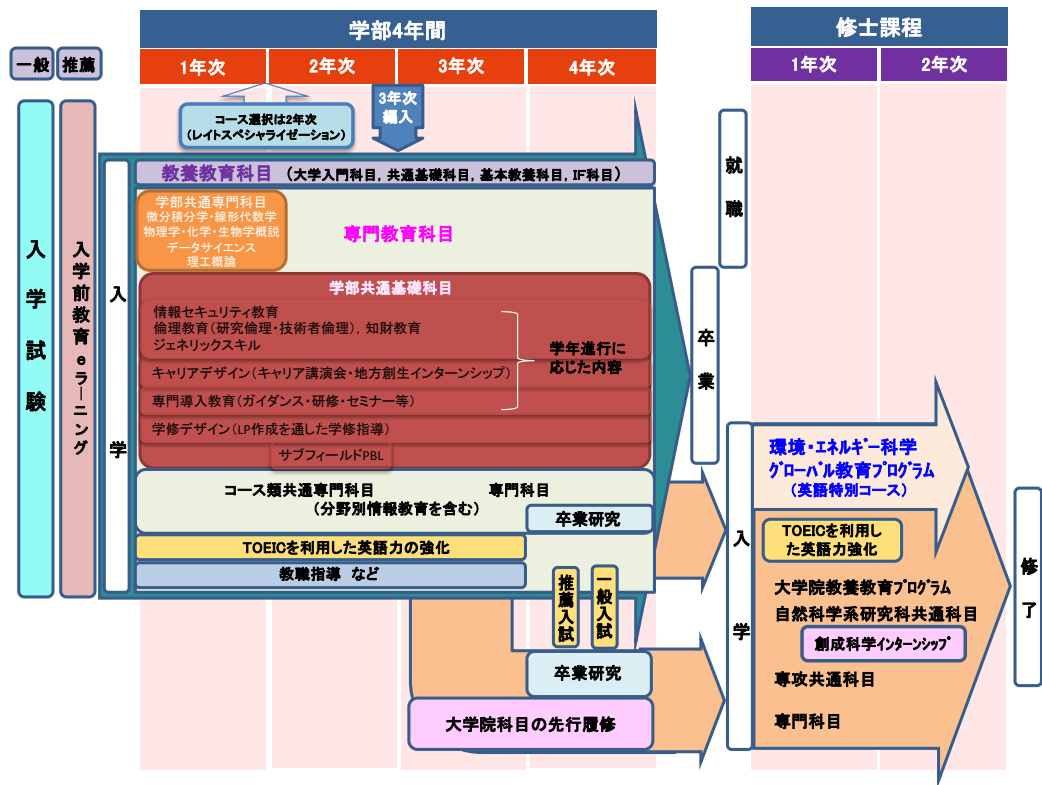 学部4年間
修士課程
一般
推薦
1年次
2年次
3年次
4年次
1年次
2年次
コース選択は2年次
(レイトスペシャライゼーション)
3年次
編入
入学試験
入学前教育eラーニング
入学
教養教育科目 (大学入門科目，共通基礎科目，基本教養科目，IF科目)
学部共通専門科目
微分積分学・線形代数学
物理学・化学・生物学概説
データサイエンス
理工概論
専門教育科目
学部共通基礎科目
情報セキュリティ教育
倫理教育(研究倫理・技術者倫理)，知財教育
ジェネリックスキル
キャリアデザイン(キャリア講演会・地方創生インターンシップ)
専門導入教育(ガイダンス・研修・セミナー等)
学年進行に
応じた内容
学修デザイン(LP作成を通した学修指導)
サブフィールドPBL
コース類共通専門科目
専門科目
(分野別情報教育を含む)
卒業研究
TOEICを利用した英語力の強化
教職指導 など
推薦入試
一般入試
卒業研究
大学院科目の先行履修
就職
卒業
入学
環境・エネルギー科学
グローバル教育プログラム
(英語特別コース)
TOEICを利用し
た英語力強化
大学院教養教育プログラム
自然科学系研究科共通科目
創成科学インターンシップ
専攻共通科目
専門科目
修了